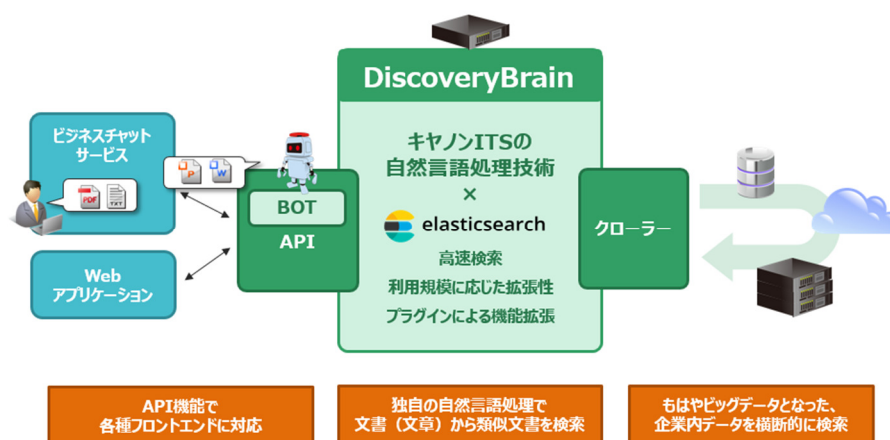 DiscoveryBrain
ビジネスチャット
サービス
PDF
TXT
P
W
BOT
API
Web
アプリケーション
キヤノンITSの
自然言語処理技術
×
elasticsearch
高速検索
利用規模に応じた拡張性
プラグインによる機能拡張
クローラー
API機能で
各種フロントエンドに対応
独自の自然言語処理で
文書(文章)から類似文書を検索
もはやビッグデータとなった、
企業内データを横断的に検索